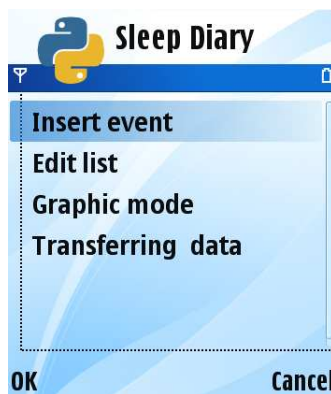 Sleep Diary
Insert event
Edit list
Graphic mode
Transferring  data
OK Cancel